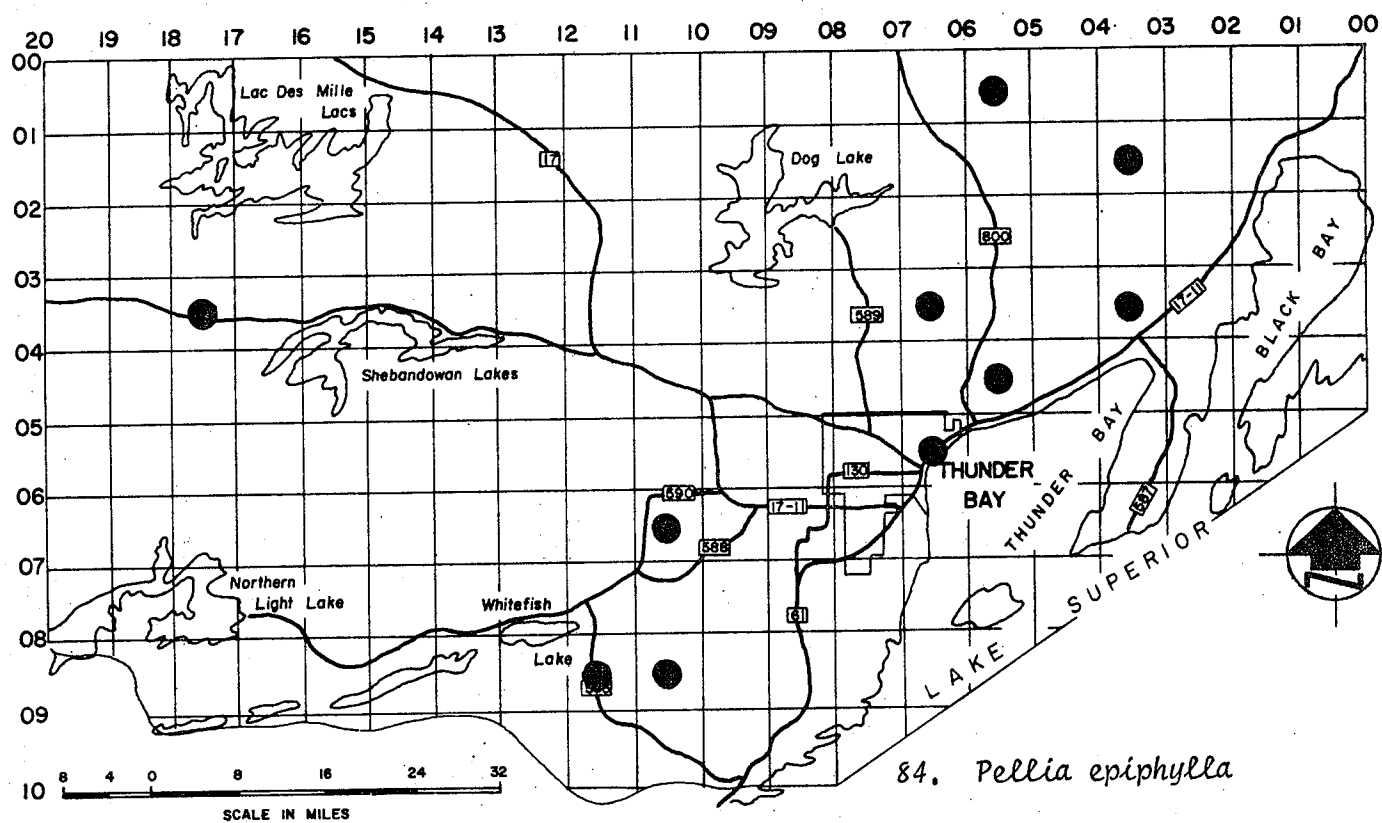 20 19 18 17 16 15 14 13 12 11 10 09 08 07 06 05 04 03 02 01 00
00
01
02
03
04
05
06
07
08
09
10
Lac Des Mille
Lacs
17
Dog Lake
800
589
17-11
BLACK BAY
Shebandowan Lakes
THUNDER BAY
130
THUNDER
BAY
590
17-11
588
587
61
Northern
Light Lake
Whitefish
Lake
LAKE SUPERIOR
N
8 4 0 8 16 24 32
SCALE IN MILES
84. Pellia epiphylla